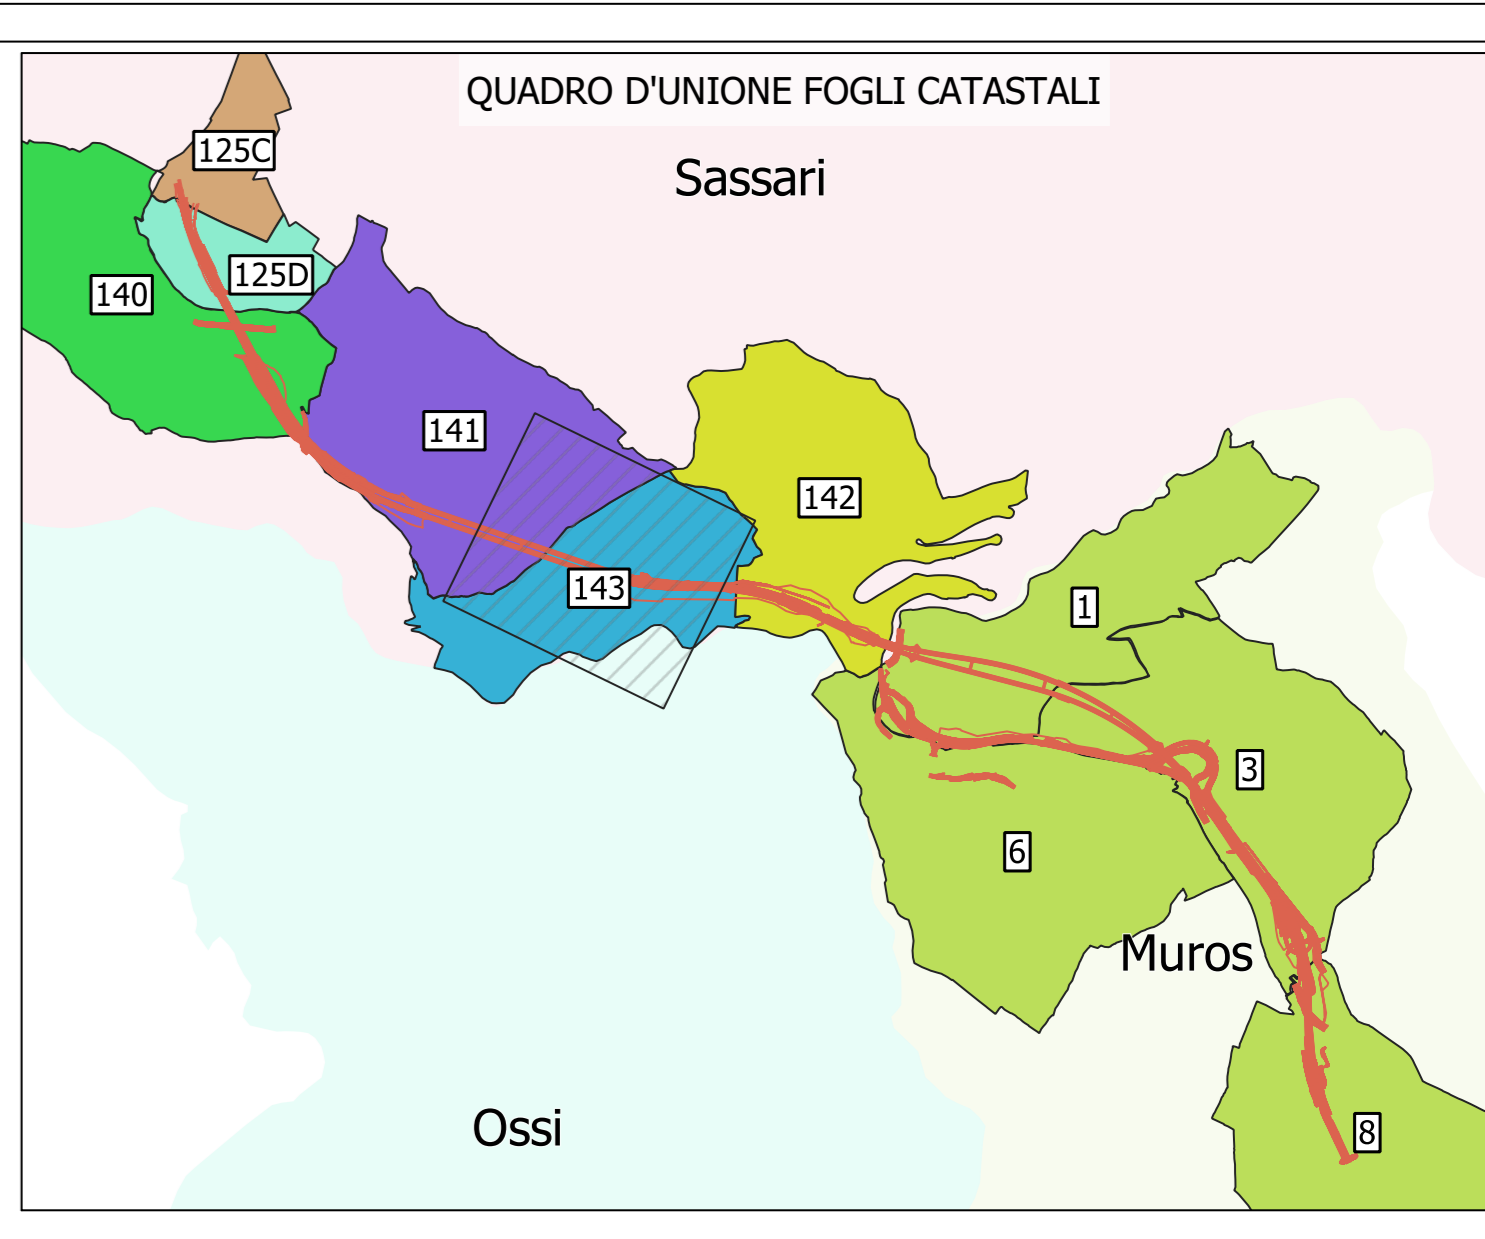 QUADRO D'UNIONE FOGLI CATASTALI
125C
Sassari
125D
140
141
142
143
1
3
6
Muros
Ossi
8